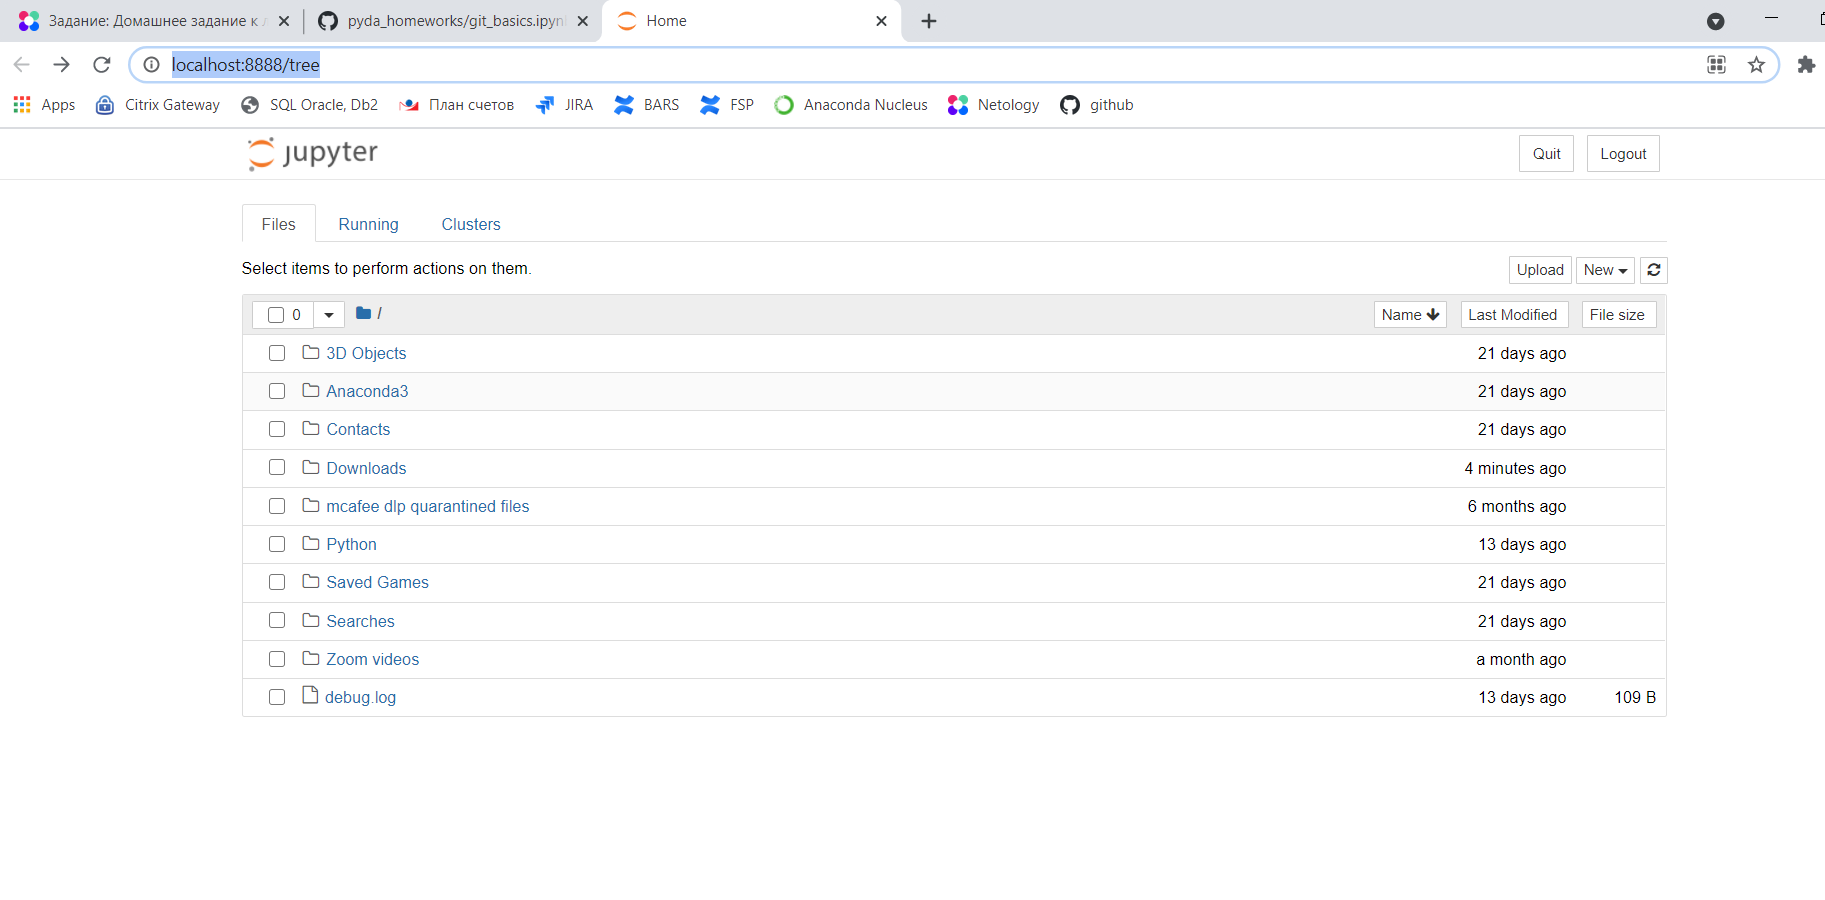 Задание: Домашнее задание к л
pyda_homeworks/git_basics.ipyn
Home
localhost:8888/tree
Apps Citrix Gateway SQL Oracle, Db2 План счетов JIRA BARS FSP Anaconda Nucleus Netology github
jupyter
Quit Logout
Files Running Clusters
Select items to perform actions on them.
Upload New
0 / Name Last Modified File size
3D Objects 21 days ago
Anaconda3 21 days ago
Contacts 21 days ago
Downloads 4 minutes ago
mcafee dlp quarantined files 6 months ago
Python 13 days ago
Saved Games 21 days ago
Searches 21 days ago
Zoom videos a month ago
debug.log 13 days ago 109 B